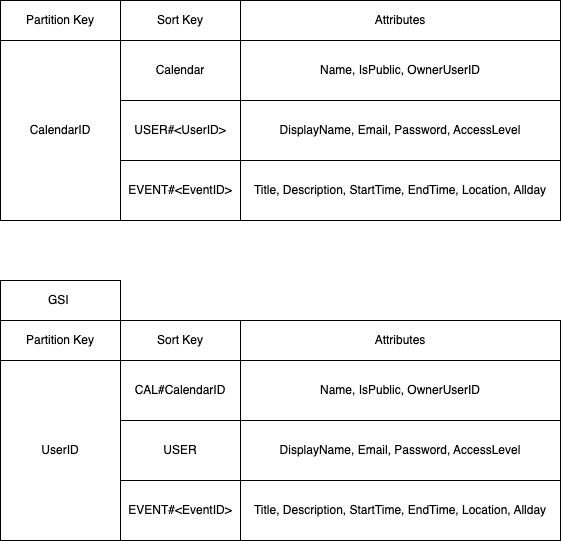 Partition Key Sort Key Attributes
Calendar Name, IsPublic, OwnerUserID
CalendarID USER#<UserID> DisplayName, Email, Password, AccessLevel
EVENT#<EventID> Title, Description, StartTime, EndTime, Location, Allday
GSI
Partition Key Sort Key Attributes
CAL#CalendarID Name, IsPublic, OwnerUserID
UserID USER DisplayName, Email, Password, AccessLevel
EVENT#<EventID> Title, Description, StartTime, EndTime, Location, Allday